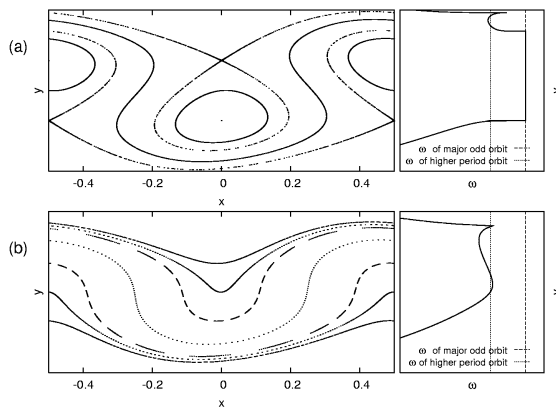 (a)
y
-0.4 -0.2 0 0.2 0.4
x
ω of major odd orbit
ω of higher period orbit
ω
y
(b)
y
-0.4 -0.2 0 0.2 0.4
x
ω of major odd orbit
ω of higher period orbit
ω
y